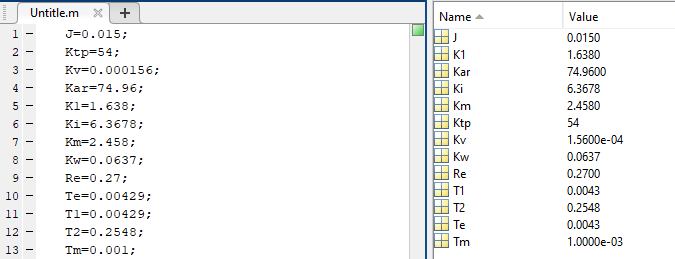 Untitle.m × +
1 – J=0.015;
2 – Ktp=54;
3 – Kv=0.000156;
4 – Kar=74.96;
5 – K1=1.638;
6 – Ki=6.3678;
7 – Km=2.458;
8 – Kw=0.0637;
9 – Re=0.27;
10 – Te=0.00429;
11 – T1=0.00429;
12 – T2=0.2548;
13 – Tm=0.001;
Name Value
J 0.0150
K1 1.6380
Kar 74.9600
Ki 6.3678
Km 2.4580
Ktp 54
Kv 1.5600e-04
Kw 0.0637
Re 0.2700
T1 0.0043
T2 0.2548
Te 0.0043
Tm 1.0000e-03